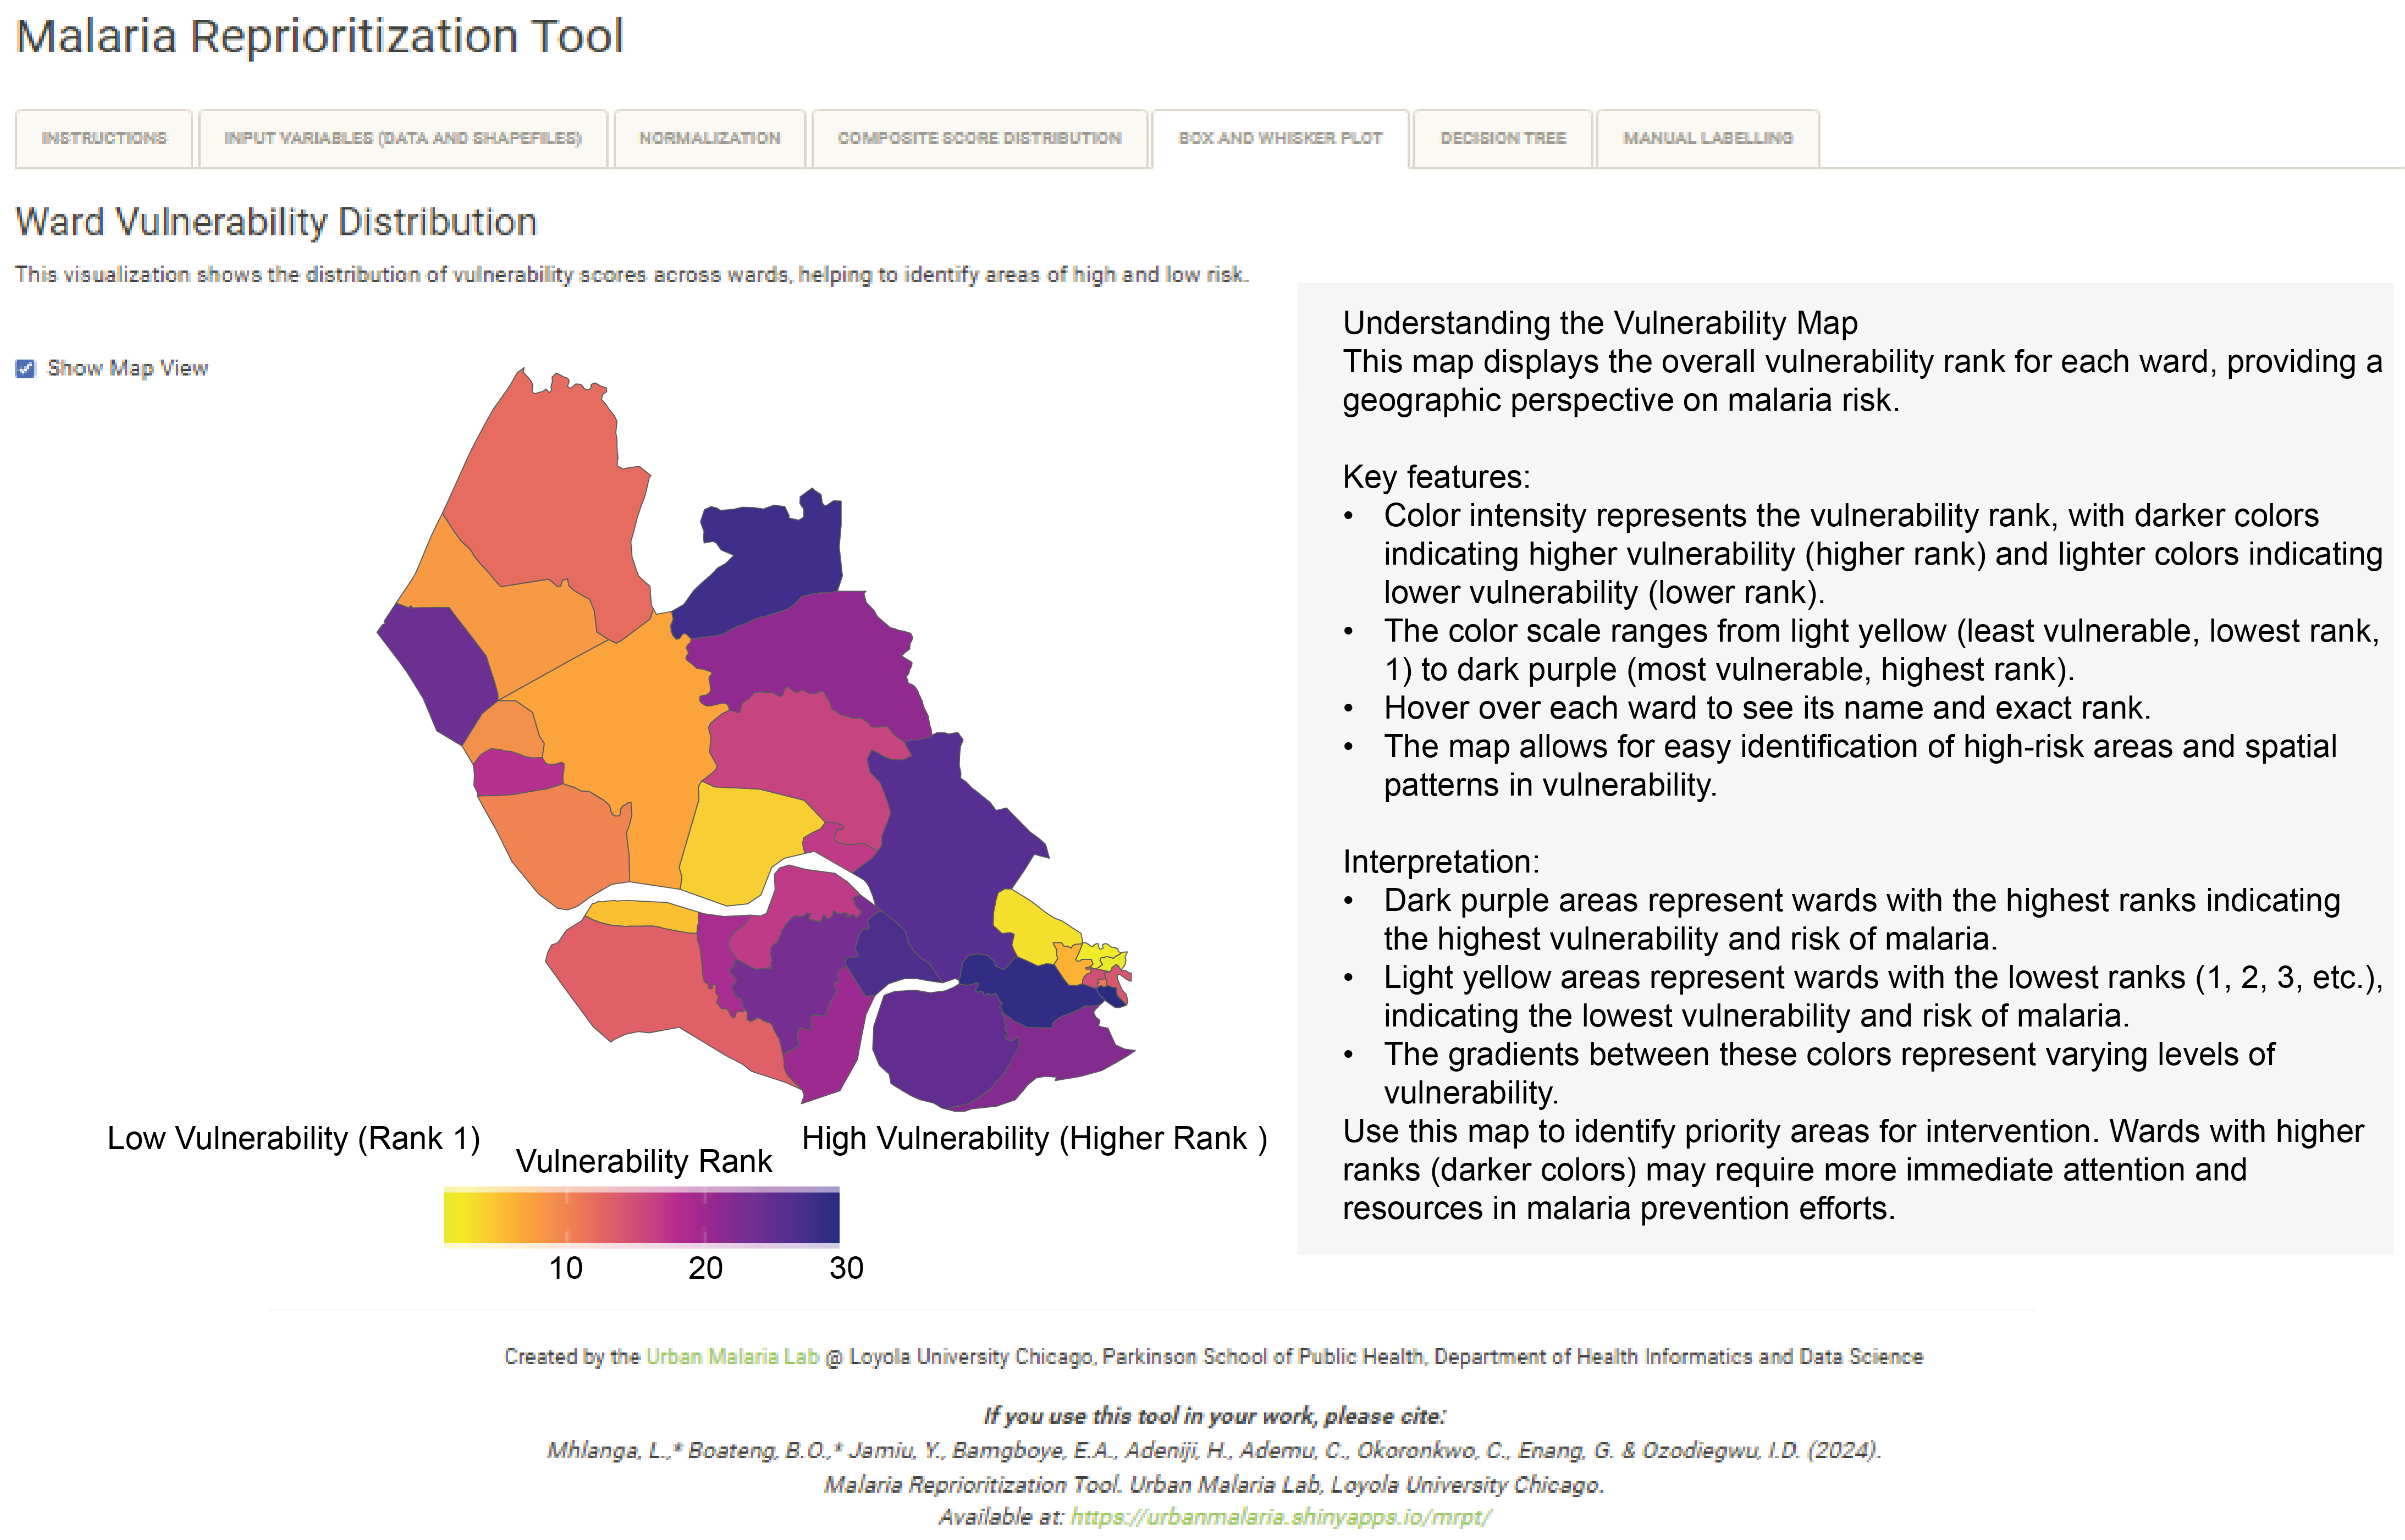 Malaria Reprioritization Tool
INSTRUCTIONS
INPUT VARIABLES (DATA AND SHAPEFILES)
NORMALIZATION
COMPOSITE SCORE DISTRIBUTION
BOX AND WHISKER PLOT
DECISION TREE
MANUAL LABELLING
Ward Vulnerability Distribution
This visualization shows the distribution of vulnerability scores across wards, helping to identify areas of high and low risk.
Show Map View
Understanding the Vulnerability Map
This map displays the overall vulnerability rank for each ward, providing a
geographic perspective on malaria risk.
Key features:
• Color intensity represents the vulnerability rank, with darker colors
indicating higher vulnerability (higher rank) and lighter colors indicating
lower vulnerability (lower rank).
• The color scale ranges from light yellow (least vulnerable, lowest rank,
1) to dark purple (most vulnerable, highest rank).
• Hover over each ward to see its name and exact rank.
• The map allows for easy identification of high-risk areas and spatial
patterns in vulnerability.
Interpretation:
• Dark purple areas represent wards with the highest ranks indicating
the highest vulnerability and risk of malaria.
• Light yellow areas represent wards with the lowest ranks (1, 2, 3, etc.),
indicating the lowest vulnerability and risk of malaria.
• The gradients between these colors represent varying levels of
vulnerability.
Use this map to identify priority areas for intervention. Wards with higher
ranks (darker colors) may require more immediate attention and
resources in malaria prevention efforts.
Low Vulnerability (Rank 1)
High Vulnerability (Higher Rank )
Vulnerability Rank
10 20 30
Created by the Urban Malaria Lab @ Loyola University Chicago, Parkinson School of Public Health, Department of Health Informatics and Data Science
If you use this tool in your work, please cite:
Mhlanga, L.,* Boateng, B.O.,* Jamiu, Y., Bamgboye, E.A., Adeniji, H., Ademu, C., Okoronkwo, C., Enang, G. & Ozodiegwu, I.D. (2024).
Malaria Reprioritization Tool. Urban Malaria Lab, Loyola University Chicago.
Available at: https://urbanmalaria.shinyapps.io/mrpt/